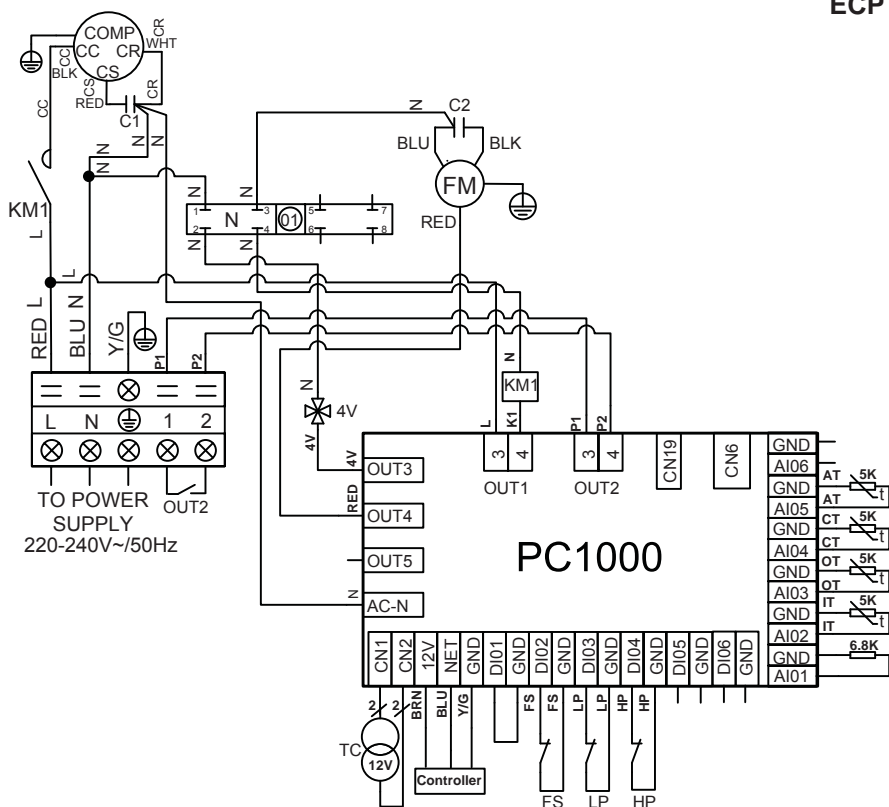 ECP
COMP
CC CR
CS
CR
WHT
CC
BLK
CS
RED
CR
C1
CC
N
N
N
N
KM1
L
L
N
C2
BLU
BLK
FM
RED
N
N
1 3 5 7
N 01
2 4 6 8
N
N
RED L
BLU N
Y/G
P1
P2
L N 1 2
TO POWER
SUPPLY
220-240V~/50Hz
OUT2
N
4V
4V
N
KM1
L
K1
P1
P2
3 4
OUT1
3 4
OUT2
CN19
CN6
4V
OUT3
RED
OUT4
OUT5
N
AC-N
PC1000
GND
AI06
GND
AI05
GND
AI04
GND
AI03
GND
AI02
GND
AI01
AT 5K
t
AT
CT 5K
t
CT
OT 5K
t
OT
IT 5K
t
IT
6.8K
CN1 CN2 12V NET GND DI01 GND DI02 GND DI03 GND DI04 GND DI05 GND DI06 GND
2 2 BRN BLU Y/G FS FS LP LP HP HP
TC
12V
Controller
FS LP HP